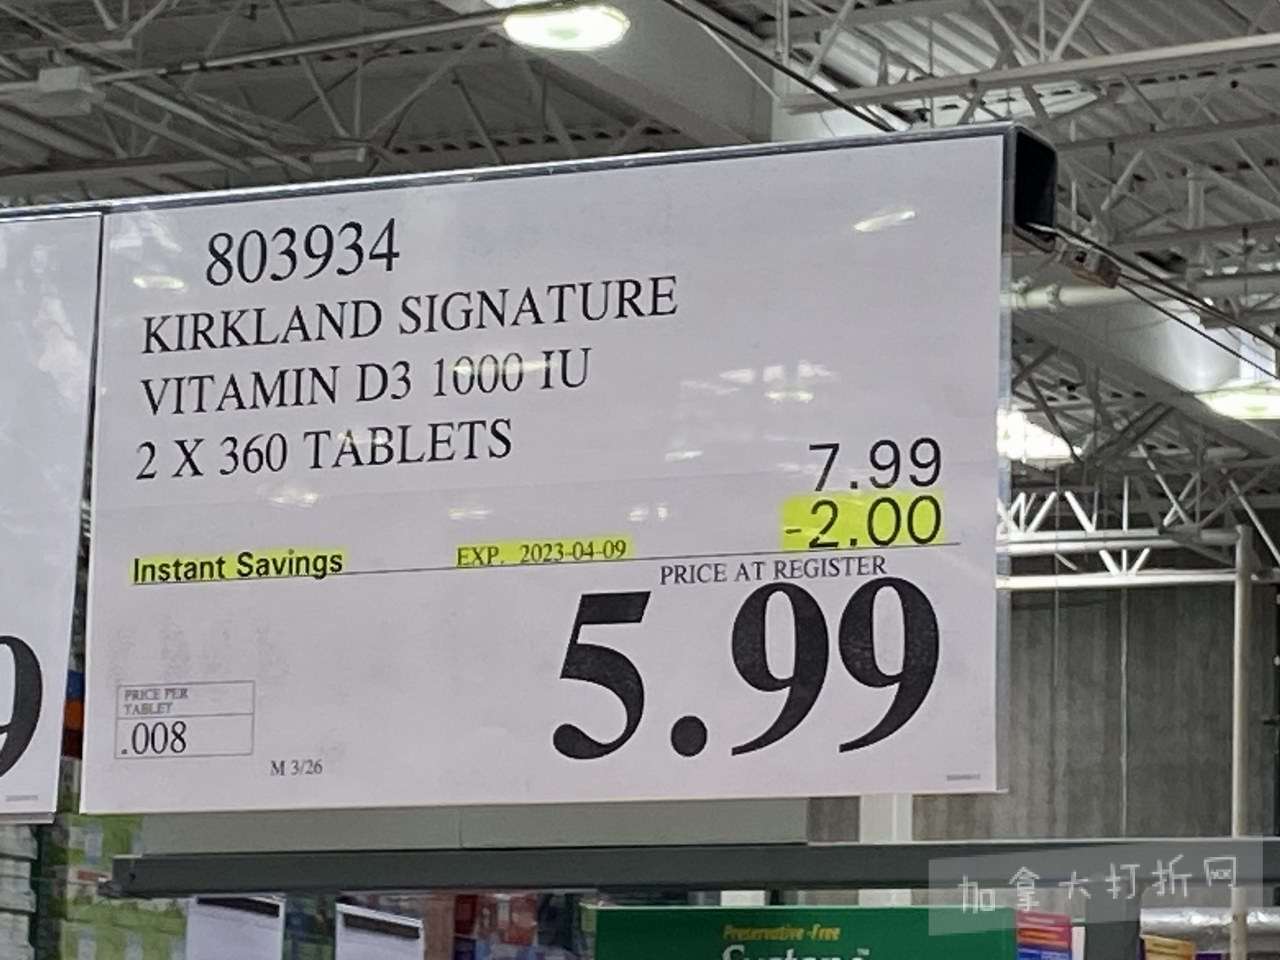 803934
KIRKLAND SIGNATURE
VITAMIN D3 1000 IU
2 X 360 TABLETS
7.99
-2.00
Instant Savings EXP. 2023-04-09
PRICE AT REGISTER
5.99
PRICE PER
TABLET
.008
M 3/26
9
Preservative-Free
Systane
加拿大打折网